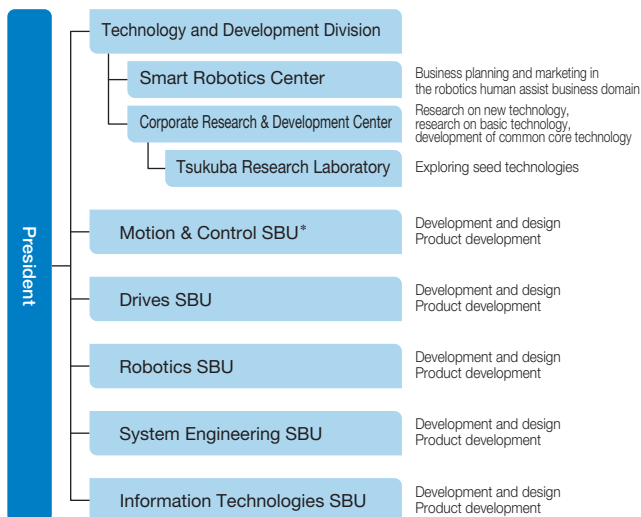 President
Technology and Development Division
Smart Robotics Center
Business planning and marketing in
the robotics human assist business domain
Corporate Research & Development Center
Research on new technology,
research on basic technology,
development of common core technology
Tsukuba Research Laboratory
Exploring seed technologies
Motion & Control SBU*
Development and design
Product development
Drives SBU
Development and design
Product development
Robotics SBU
Development and design
Product development
System Engineering SBU
Development and design
Product development
Information Technologies SBU
Development and design
Product development